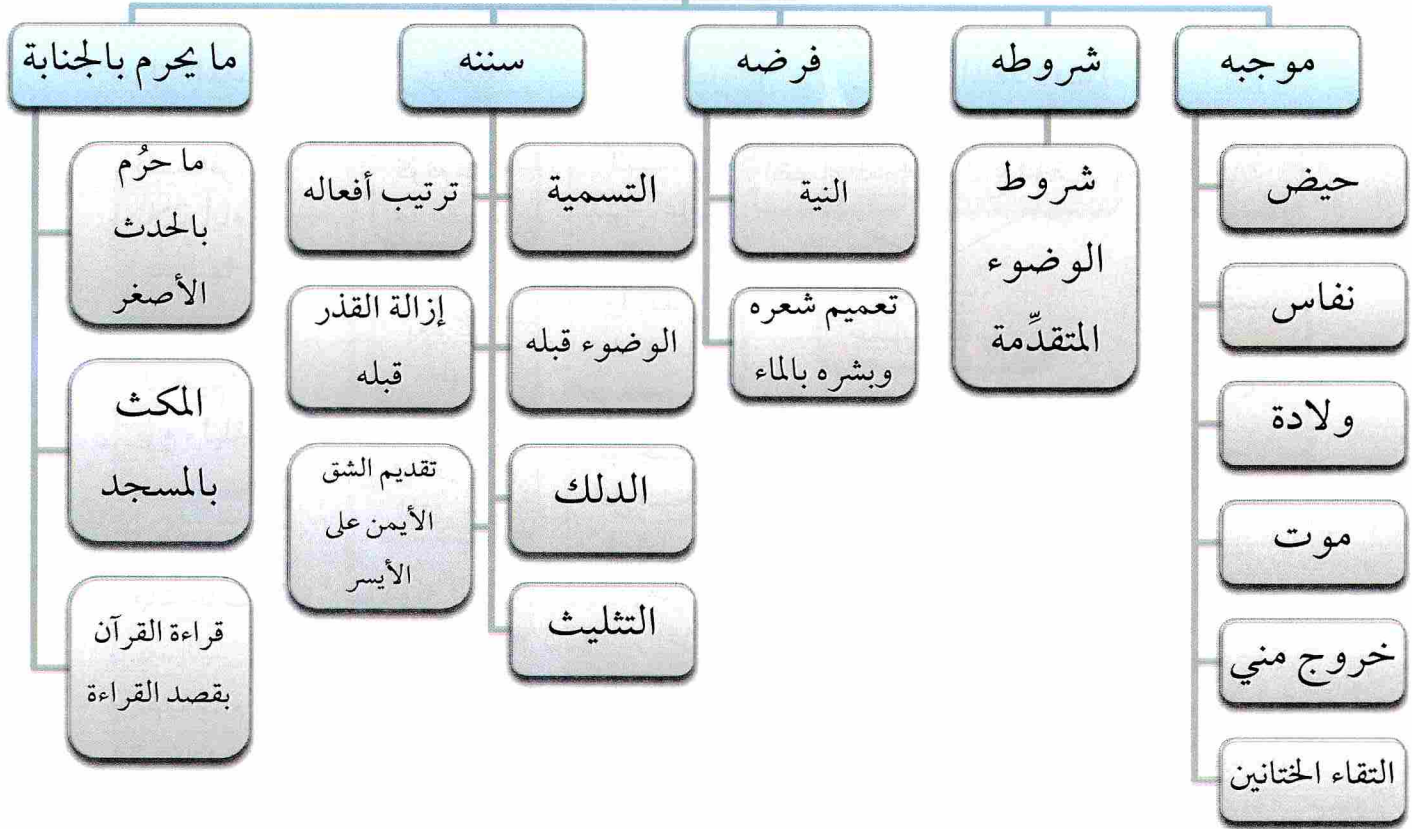 موجبه
حيض
نفاس
ولادة
موت
خروج مني
التقاء الختانين
شروطه
شروط
الوضوء
المتقدِّمة
فرضه
النية
تعميم شعره
وبشره بالماء
سننه
التسمية
الوضوء قبله
الدلك
التثليث
ترتيب أفعاله
إزالة القذر
قبله
تقديم الشق
الأيمن على
الأيسر
ما يحرم بالجنابة
ما حرُم
بالحدث
الأصغر
المكث
بالمسجد
قراءة القرآن
بقصد القراءة